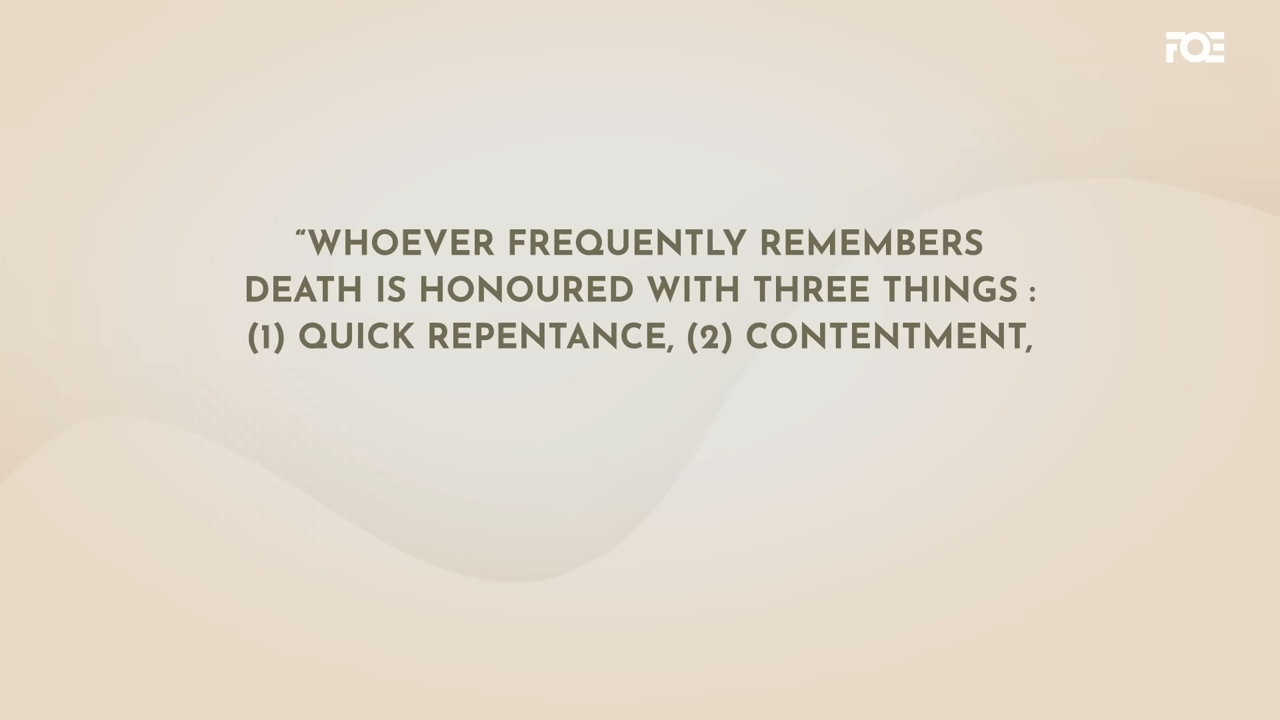 FOE
“WHOEVER FREQUENTLY REMEMBERS
DEATH IS HONOURED WITH THREE THINGS :
(1) QUICK REPENTANCE, (2) CONTENTMENT,